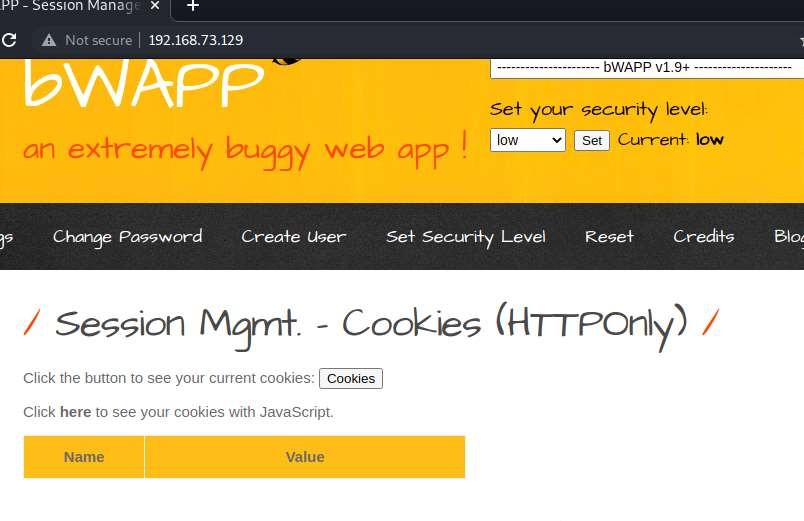 PP - Session Manage
Not secure 192.168.73.129
bWAPP
an extremely buggy web app !
--------------------- bWAPP v1.9+ --------------------
Set your security level:
low Set Current: low
gs Change Password Create User Set Security Level Reset Credits Blog
/ Session Mgmt. - Cookies (HTTPOnly) /
Click the button to see your current cookies: Cookies
Click here to see your cookies with JavaScript.
Name Value